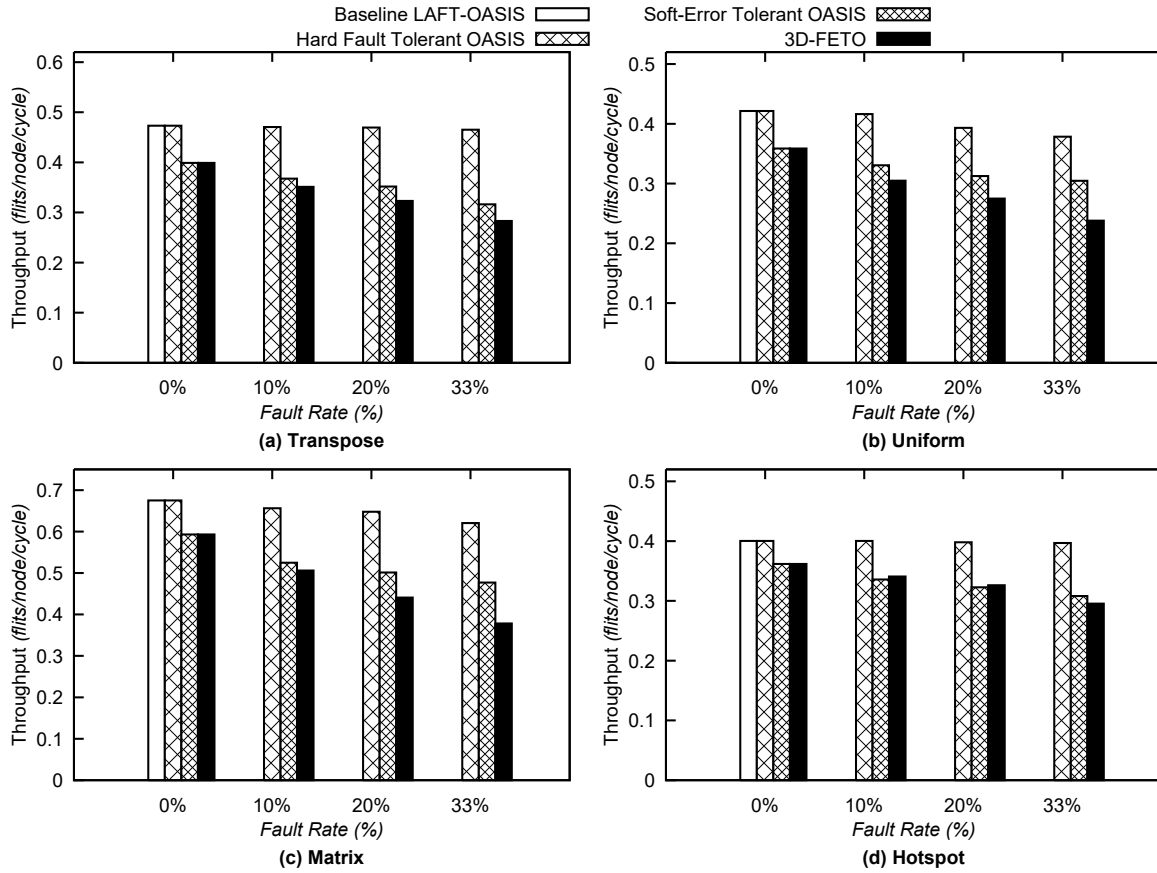 Baseline LAFT-OASIS
Hard Fault Tolerant OASIS
Soft-Error Tolerant OASIS
3D-FETO
Throughput (flits/node/cycle)
0.6
0.5
0.4
0.3
0.2
0.1
0
0% 10% 20% 33%
Fault Rate (%)
(a) Transpose
Throughput (flits/node/cycle)
0.5
0.4
0.3
0.2
0.1
0
0% 10% 20% 33%
Fault Rate (%)
(b) Uniform
Throughput (flits/node/cycle)
0.7
0.6
0.5
0.4
0.3
0.2
0.1
0
0% 10% 20% 33%
Fault Rate (%)
(c) Matrix
Throughput (flits/node/cycle)
0.5
0.4
0.3
0.2
0.1
0
0% 10% 20% 33%
Fault Rate (%)
(d) Hotspot